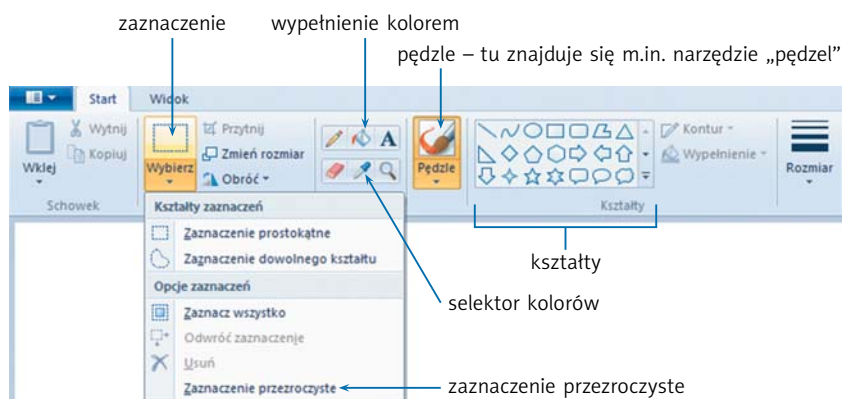 zaznaczenie
wypełnienie kolorem
pędzle – tu znajduje się m.in. narzędzie „pędzel”
Start
Widok
Wklej
Wytnij
Kopiuj
Schowek
Wybierz
Przytnij
Zmień rozmiar
Obróć
A
Pędzle
Kształty
Kontur
Wypełnienie
Rozmiar
Kształty zaznaczeń
Zaznaczenie prostokątne
Zaznaczenie dowolnego kształtu
Opcje zaznaczeń
Zaznacz wszystko
Odwróć zaznaczenie
Usuń
Zaznaczenie przezroczyste
kształty
selektor kolorów
zaznaczenie przezroczyste